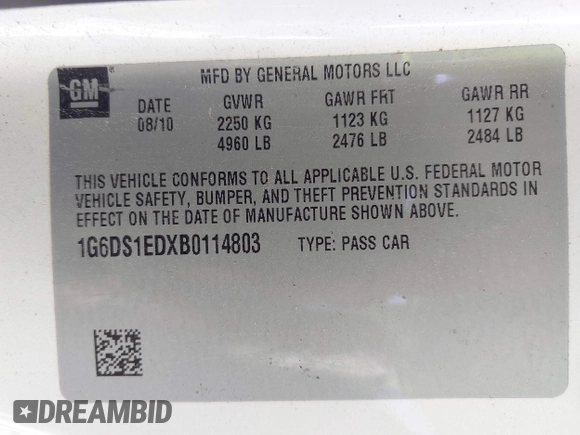 GM
MFD BY GENERAL MOTORS LLC
DATE GVWR GAWR FRT GAWR RR
08/10 2250 KG 1123 KG 1127 KG
4960 LB 2476 LB 2484 LB
THIS VEHICLE CONFORMS TO ALL APPLICABLE U.S. FEDERAL MOTOR
VEHICLE SAFETY, BUMPER, AND THEFT PREVENTION STANDARDS IN
EFFECT ON THE DATE OF MANUFACTURE SHOWN ABOVE.
1G6DS1EDXB0114803 TYPE: PASS CAR
DREAMBID